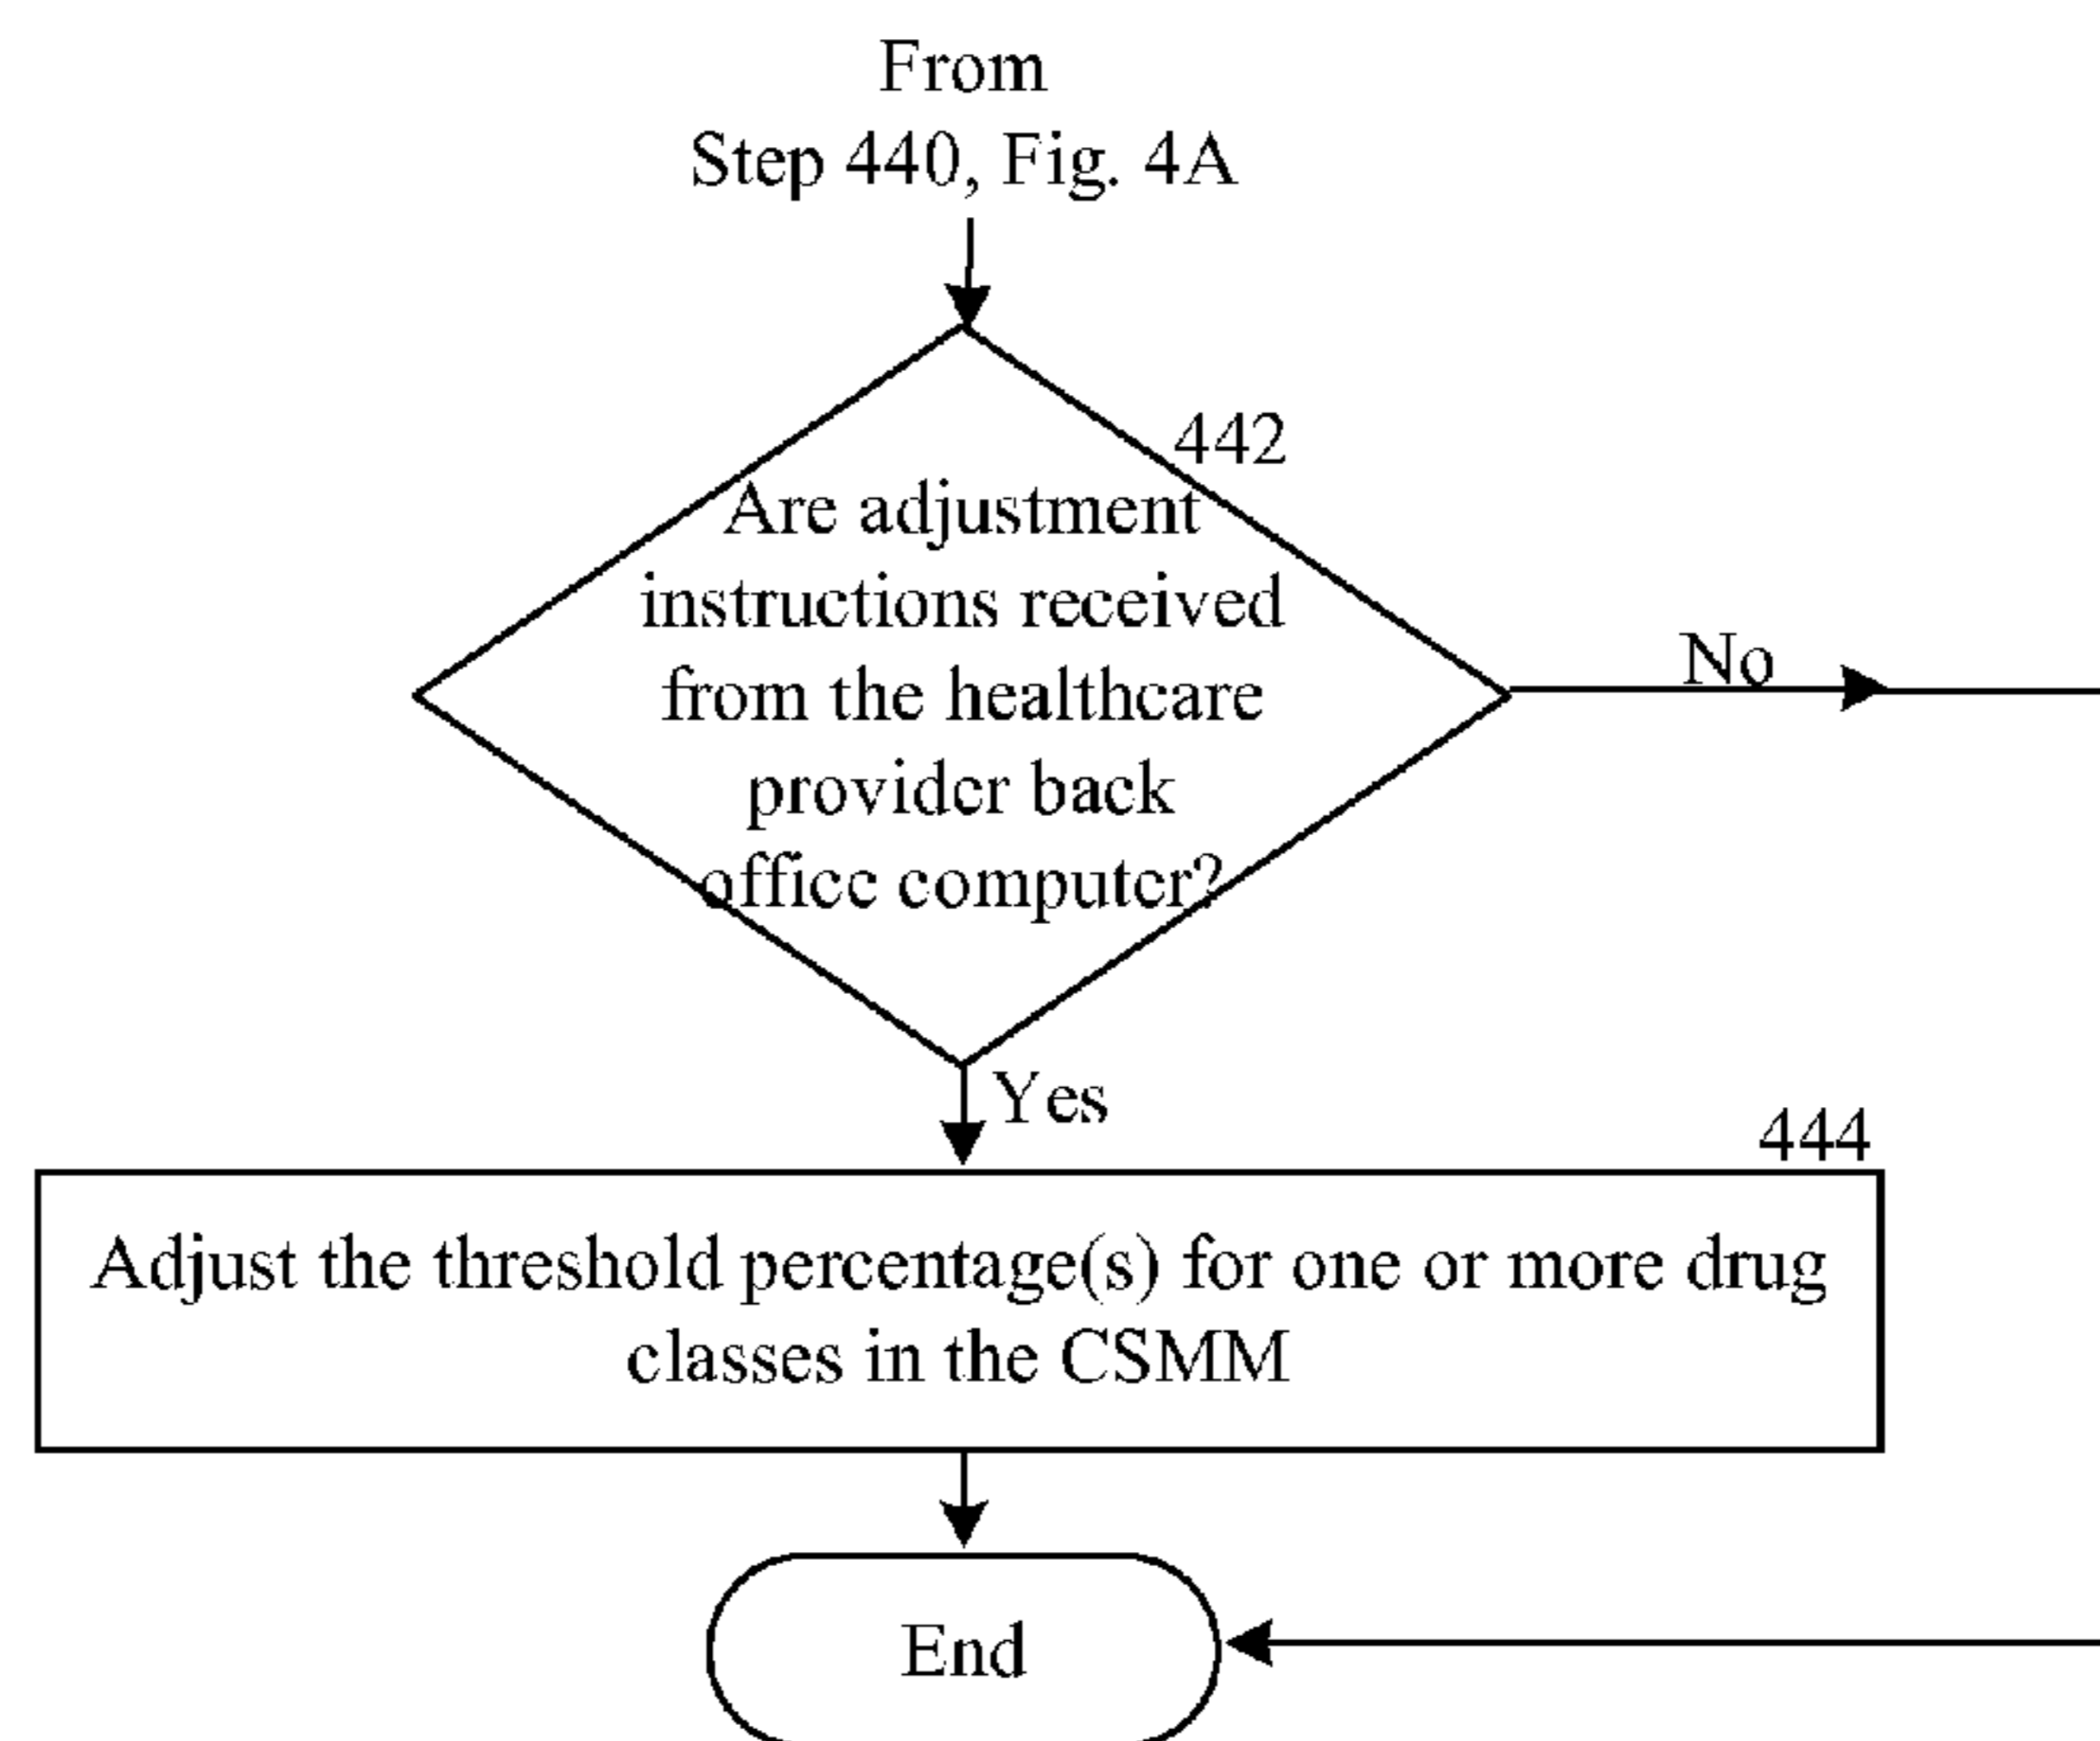 From
Step 440, Fig. 4A
442
Are adjustment
instructions received
from the healthcare
provider back
office computer?
No
Yes
444
Adjust the threshold percentage(s) for one or more drug
classes in the CSMM
End